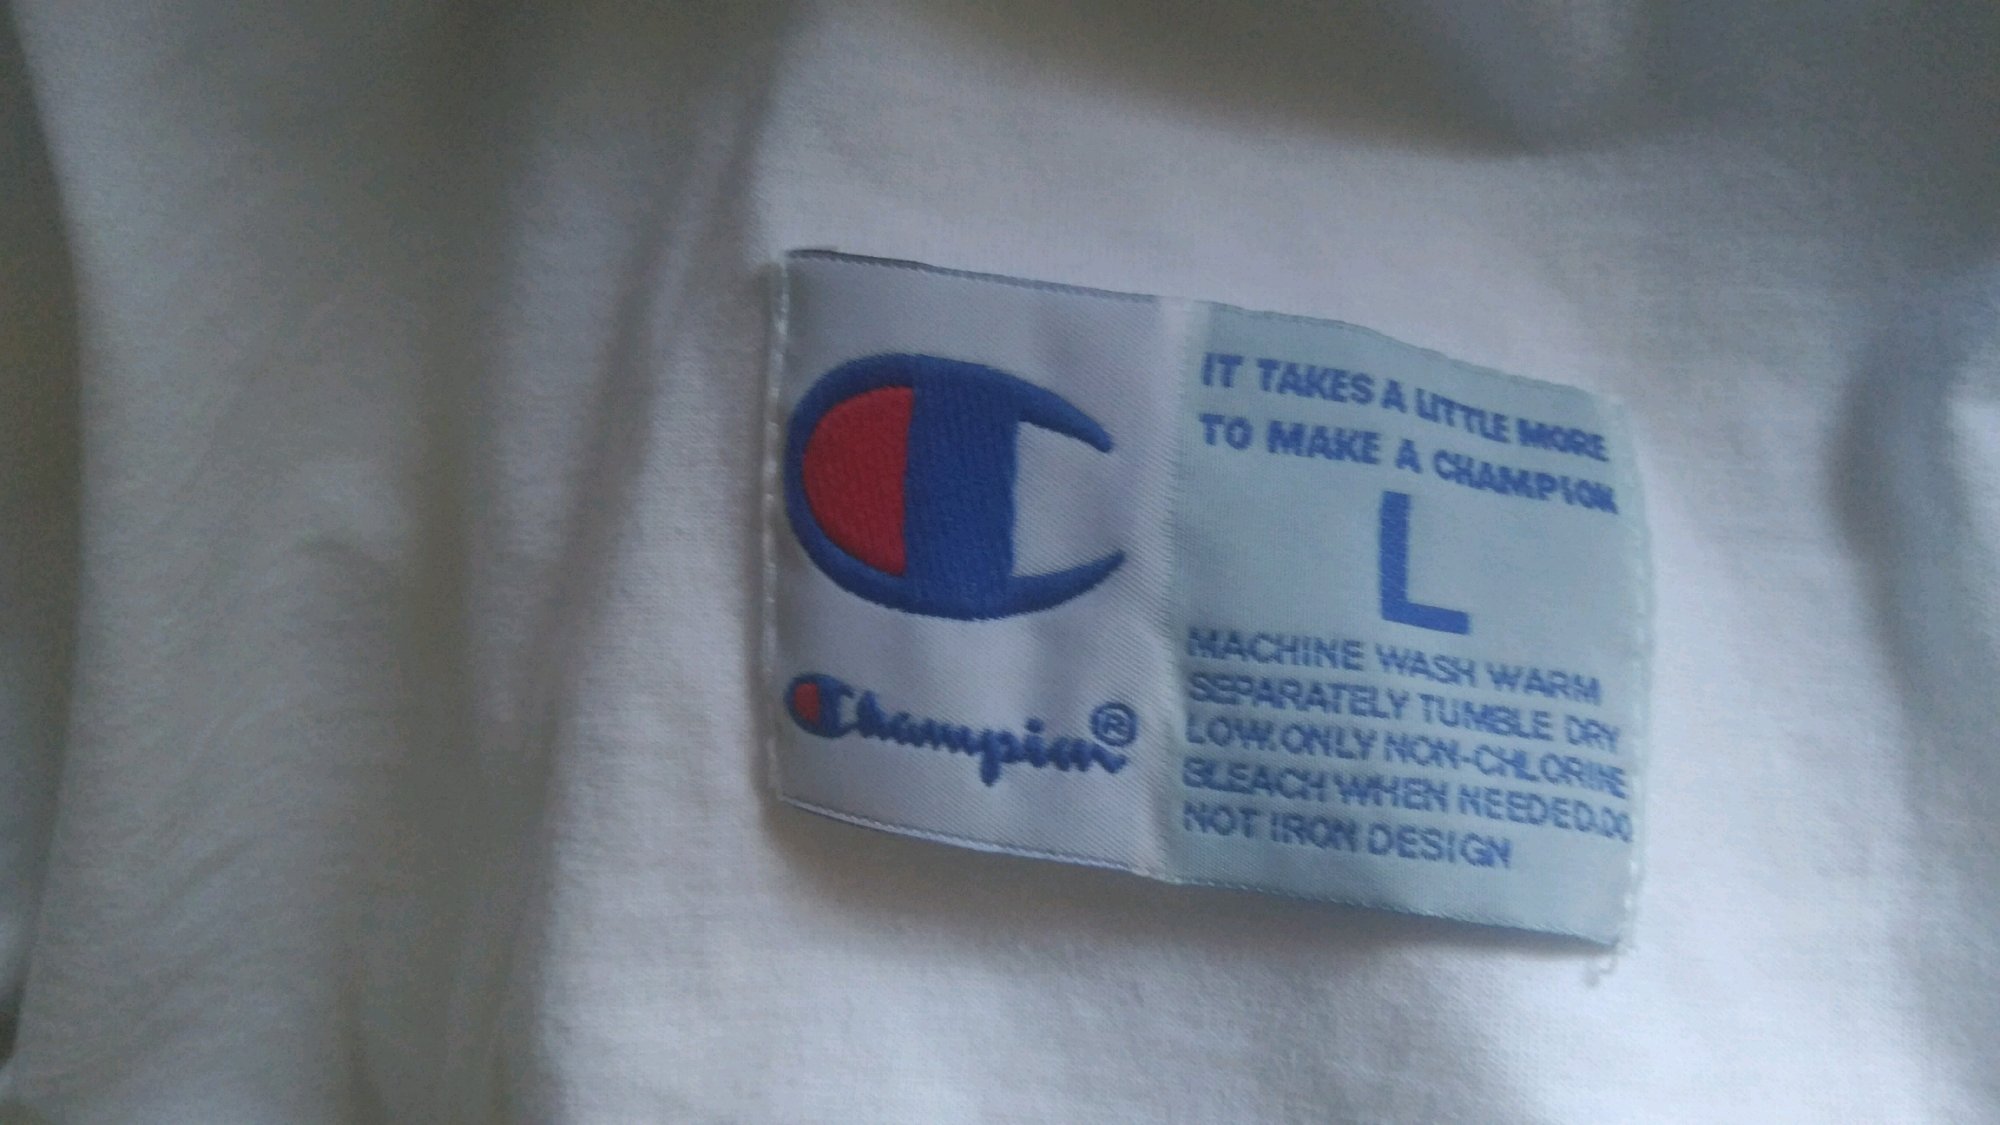 Champion®
IT TAKES A LITTLE MORE
TO MAKE A CHAMPION
L
MACHINE WASH WARM
SEPARATELY TUMBLE DRY
LOW.ONLY NON-CHLORINE
BLEACH WHEN NEEDED.DO
NOT IRON DESIGN